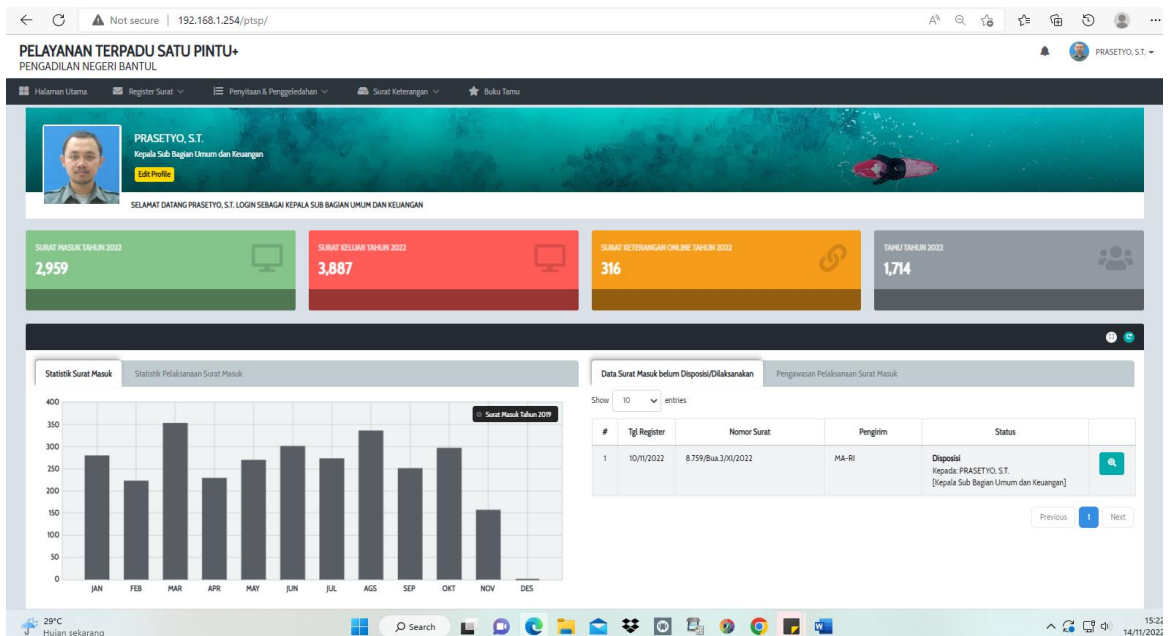 Not secure | 192.168.1.254/ptsp/
PELAYANAN TERPADU SATU PINTU+
PENGADILAN NEGERI BANTUL
PRASETYO, S.T.
Halaman Utama Register Surat Penyitaan & Penggeledahan Surat Keterangan Buku Tamu
PRASETYO, S.T.
Kepala Sub Bagian Umum dan Keuangan
Edit Profile
SELAMAT DATANG PRASETYO, S.T. LOGIN SEBAGAI KEPALA SUB BAGIAN UMUM DAN KEUANGAN
SURAT MASUK TAHUN 2022
2,959
SURAT KELUAR TAHUN 2022
3,887
SURAT KETERANGAN ONLINE TAHUN 2022
316
TAMU TAHUN 2022
1,714
Statistik Surat Masuk Statistik Pelaksanaan Surat Masuk
400
350
300
250
200
150
100
50
0
Surat Masuk Tahun 2019
JAN FEB MAR APR MAY JUN JUL AGS SEP OKT NOV DES
Data Surat Masuk belum Disposisi/Dilaksanakan Pengawasan Pelaksanaan Surat Masuk
Show 10 entries
# Tgl Register Nomor Surat Pengirim Status
1 10/11/2022 8.759/Bua.3/XI/2022 MA-RI Disposisi
Kepada: PRASETYO, S.T.
[Kepala Sub Bagian Umum dan Keuangan]
Previous 1 Next
29°C
Hujan sekarang
Search
15:22
14/11/2022